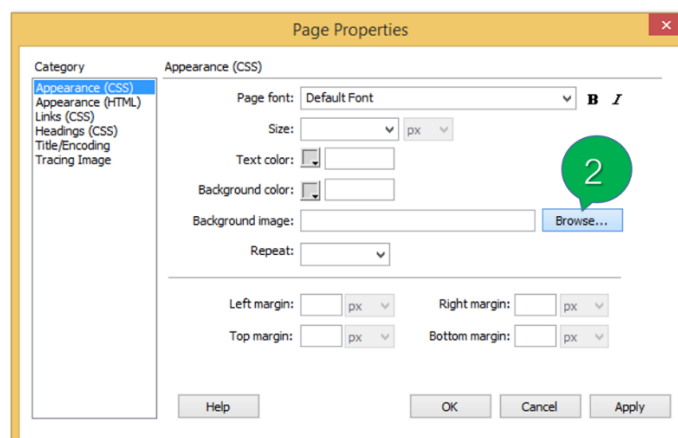 Page Properties
x
Category
Appearance (CSS)
Appearance (HTML)
Links (CSS)
Headings (CSS)
Title/Encoding
Tracing Image
Appearance (CSS)
Page font: Default Font B I
Size: px
Text color:
Background color:
2
Background image: Browse...
Repeat:
Left margin: px Right margin: px
Top margin: px Bottom margin: px
Help OK Cancel Apply